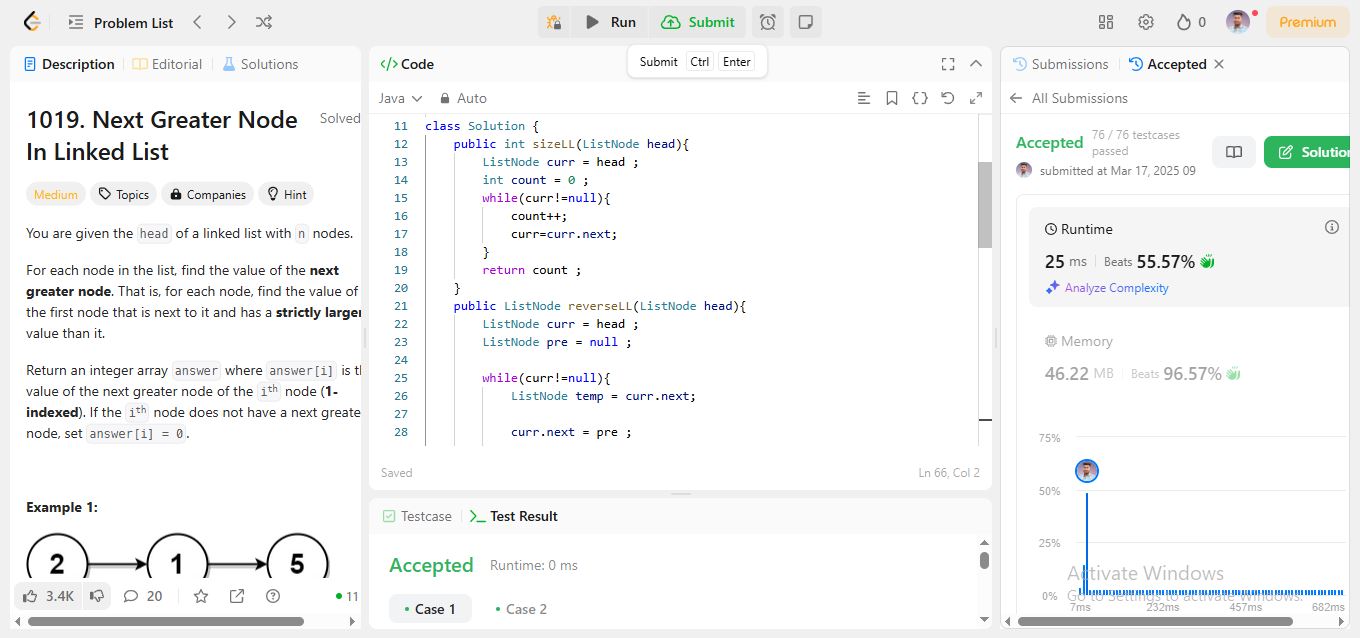 Problem List
Run
Submit
0
Premium
Submit Ctrl Enter
Description
Editorial
Solutions
1019. Next Greater Node
In Linked List
Solved
Medium
Topics
Companies
Hint
You are given the head of a linked list with n nodes.
For each node in the list, find the value of the next
greater node. That is, for each node, find the value of
the first node that is next to it and has a strictly larger
value than it.
Return an integer array answer where answer[i] is th
value of the next greater node of the ith node (1-
indexed). If the ith node does not have a next greate
node, set answer[i] = 0.
Example 1:
2 1 5
3.4K
20
11
</> Code
Java
Auto
11 class Solution {
12 public int sizeLL(ListNode head){
13 ListNode curr = head ;
14 int count = 0 ;
15 while(curr!=null){
16 count++;
17 curr=curr.next;
18 }
19 return count ;
20 }
21 public ListNode reverseLL(ListNode head){
22 ListNode curr = head ;
23 ListNode pre = null ;
24
25 while(curr!=null){
26 ListNode temp = curr.next;
27
28 curr.next = pre ;
Saved
Ln 66, Col 2
Testcase
Test Result
Accepted
Runtime: 0 ms
Case 1
Case 2
Submissions
Accepted
All Submissions
Accepted
76 / 76 testcases
passed
submitted at Mar 17, 2025 09
Solution
Runtime
25 ms
Beats 55.57%
Analyze Complexity
Memory
46.22 MB
Beats 96.57%
75%
50%
25%
0%
7ms 232ms 457ms 682ms
Activate Windows
Go to Settings to activate Windows.